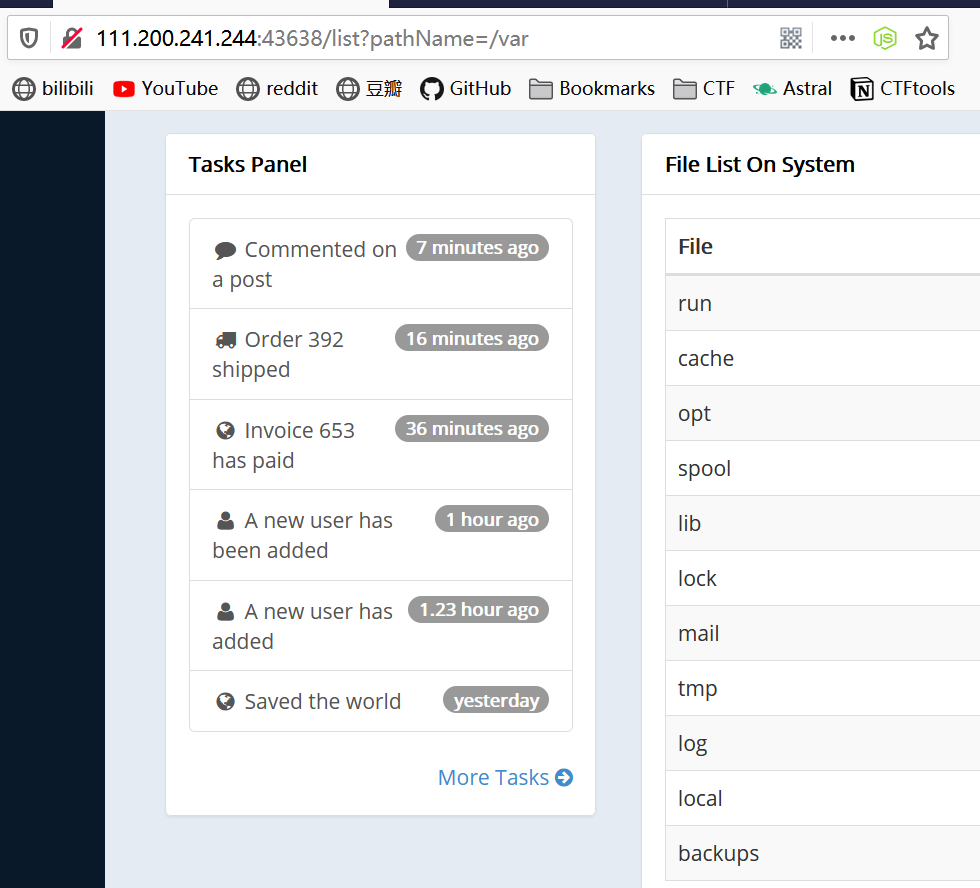 111.200.241.244:43638/list?pathName=/var
bilibili YouTube reddit 豆瓣 GitHub Bookmarks CTF Astral CTFtools
Tasks Panel
Commented on 7 minutes ago
a post
Order 392 16 minutes ago
shipped
Invoice 653 36 minutes ago
has paid
A new user has 1 hour ago
been added
A new user has 1.23 hour ago
added
Saved the world yesterday
More Tasks
File List On System
File
run
cache
opt
spool
lib
lock
mail
tmp
log
local
backups